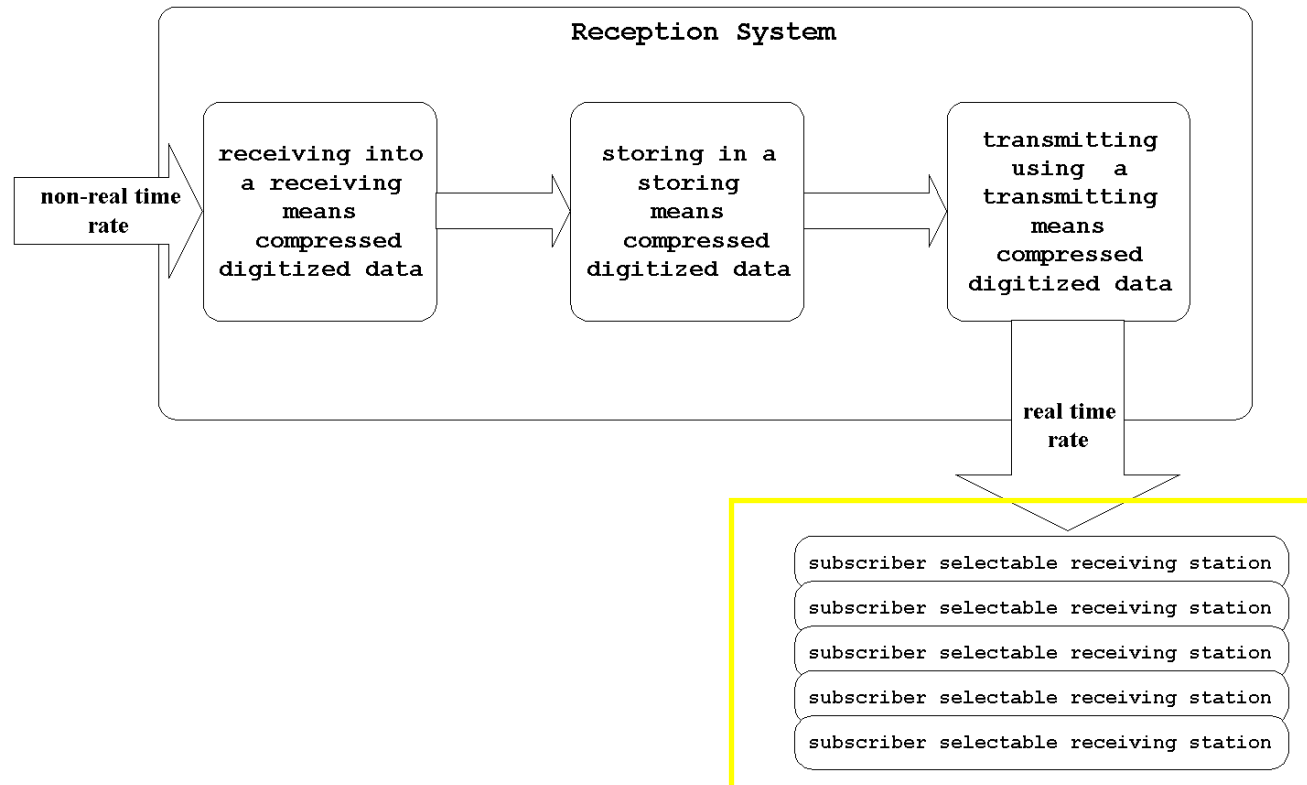 Reception System
non-real time
rate
receiving into
a receiving
means
compressed
digitized data
storing in a
storing
means
compressed
digitized data
transmitting
using a
transmitting
means
compressed
digitized data
real time
rate
subscriber selectable receiving station
subscriber selectable receiving station
subscriber selectable receiving station
subscriber selectable receiving station
subscriber selectable receiving station